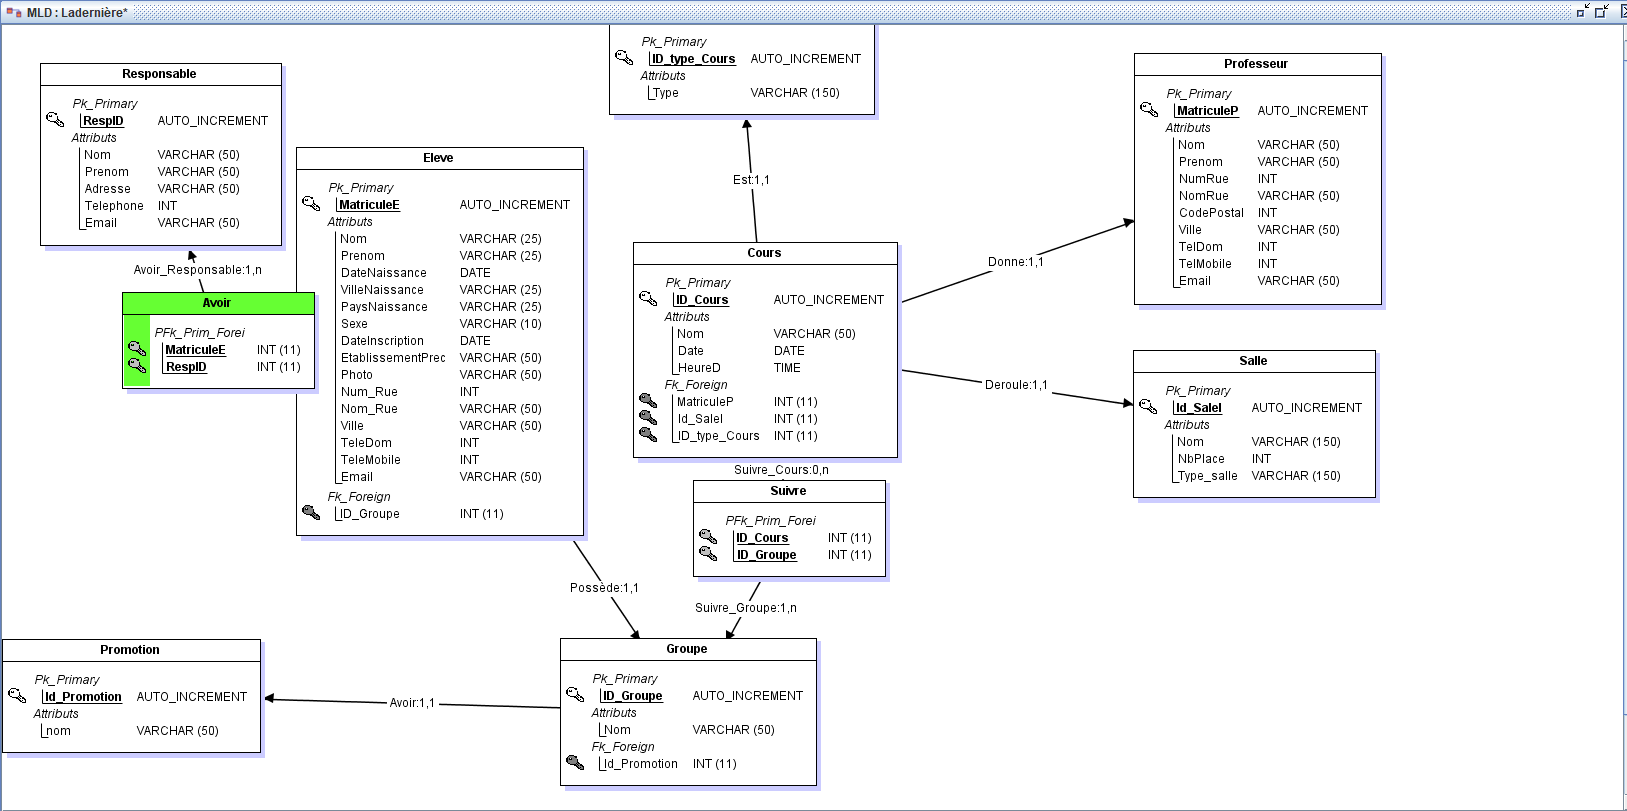 MLD : Ladernière*
Pk_Primary
ID_type_Cours AUTO_INCREMENT
Attributs
Type VARCHAR (150)
Responsable
Pk_Primary
RespID AUTO_INCREMENT
Attributs
Nom VARCHAR (50)
Prenom VARCHAR (50)
Adresse VARCHAR (50)
Telephone INT
Email VARCHAR (50)
Avoir_Responsable:1,n
Avoir
PFk_Prim_Forei
MatriculeE INT (11)
RespID INT (11)
Eleve
Pk_Primary
MatriculeE AUTO_INCREMENT
Attributs
Nom VARCHAR (25)
Prenom VARCHAR (25)
DateNaissance DATE
VilleNaissance VARCHAR (25)
PaysNaissance VARCHAR (25)
Sexe VARCHAR (10)
DateInscription DATE
EtablissementPrec VARCHAR (50)
Photo VARCHAR (50)
Num_Rue INT
Nom_Rue VARCHAR (50)
Ville VARCHAR (50)
TeleDom INT
TeleMobile INT
Email VARCHAR (50)
Fk_Foreign
ID_Groupe INT (11)
Est:1,1
Cours
Pk_Primary
ID_Cours AUTO_INCREMENT
Attributs
Nom VARCHAR (50)
Date DATE
HeureD TIME
Fk_Foreign
MatriculeP INT (11)
Id_Salel INT (11)
ID_type_Cours INT (11)
Donne:1,1
Professeur
Pk_Primary
MatriculeP AUTO_INCREMENT
Attributs
Nom VARCHAR (50)
Prenom VARCHAR (50)
NumRue INT
NomRue VARCHAR (50)
CodePostal INT
Ville VARCHAR (50)
TelDom INT
TelMobile INT
Email VARCHAR (50)
Deroule:1,1
Salle
Pk_Primary
Id_Salel AUTO_INCREMENT
Attributs
Nom VARCHAR (150)
NbPlace INT
Type_salle VARCHAR (150)
Suivre_Cours:0,n
Suivre
PFk_Prim_Forei
ID_Cours INT (11)
ID_Groupe INT (11)
Possède:1,1
Suivre_Groupe:1,n
Promotion
Pk_Primary
Id_Promotion AUTO_INCREMENT
Attributs
nom VARCHAR (50)
Avoir:1,1
Groupe
Pk_Primary
ID_Groupe AUTO_INCREMENT
Attributs
Nom VARCHAR (50)
Fk_Foreign
Id_Promotion INT (11)